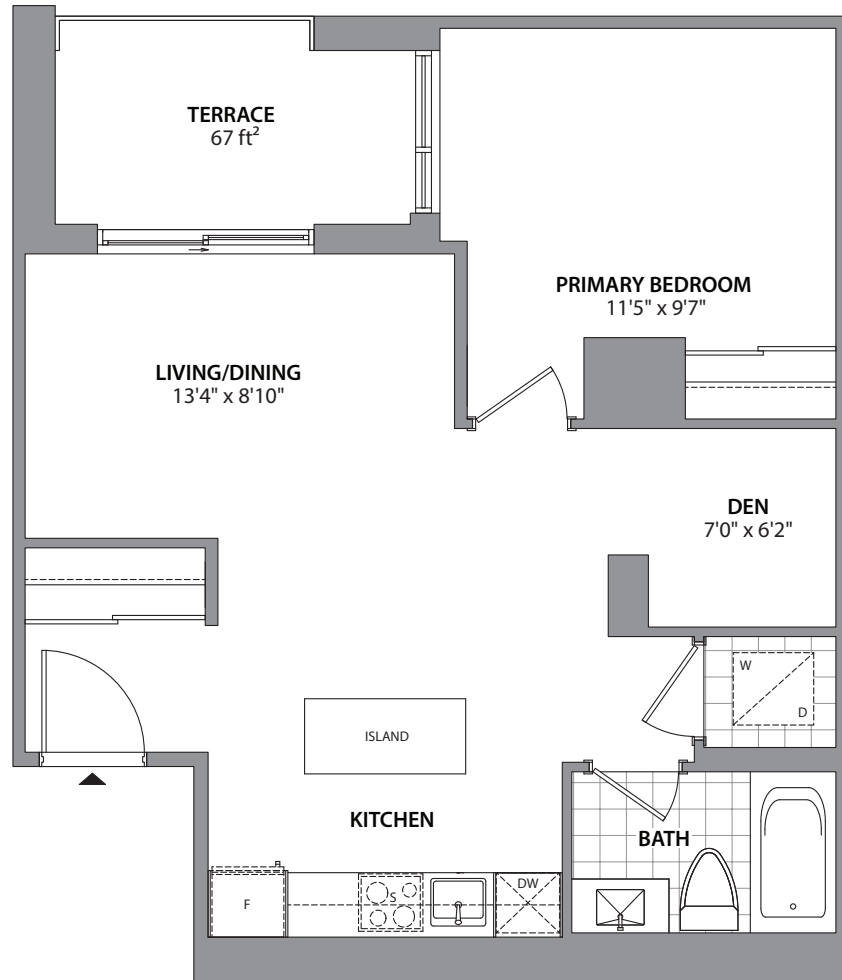 TERRACE
67 ft²
PRIMARY BEDROOM
11'5" x 9'7"
LIVING/DINING
13'4" x 8'10"
DEN
7'0" x 6'2"
W
D
ISLAND
KITCHEN
BATH
F
S
DW